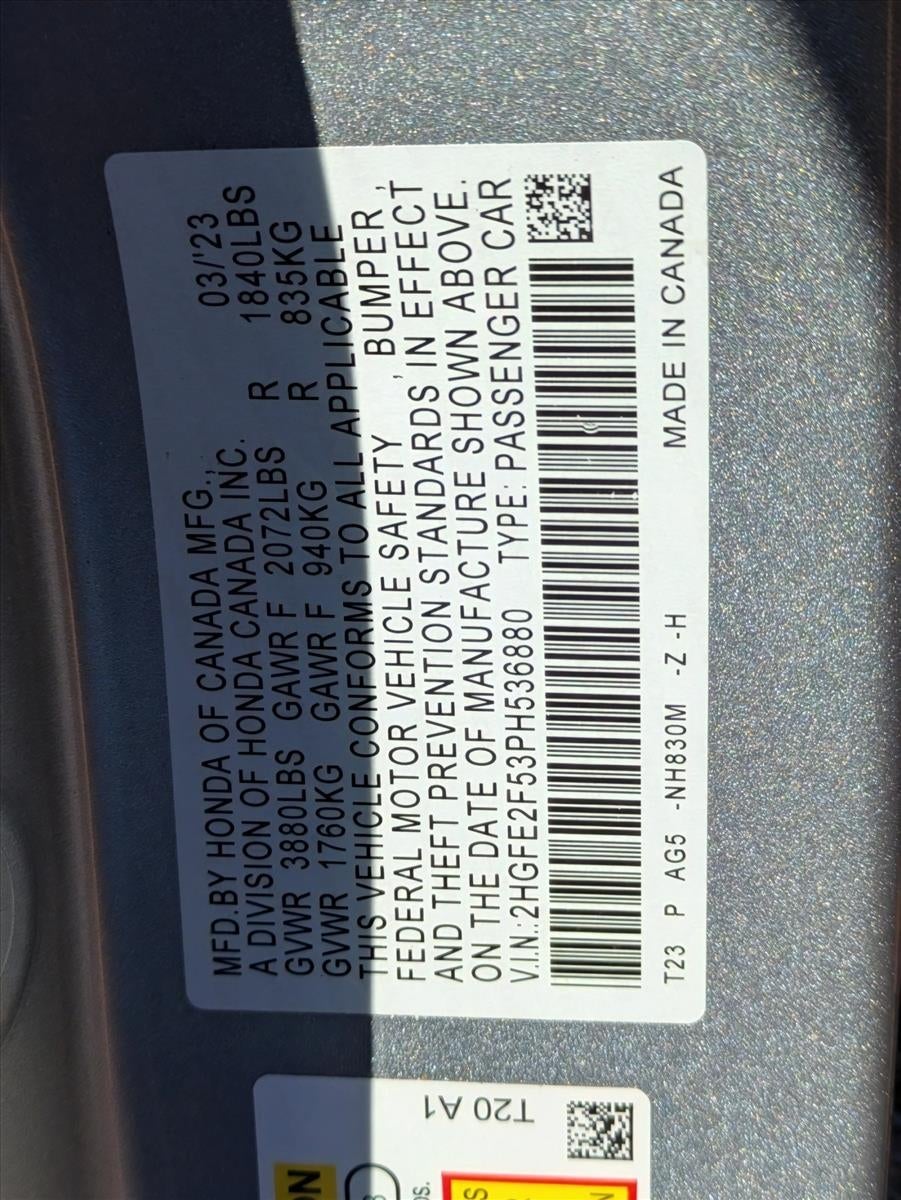 MFD.BY HONDA OF CANADA MFG., 03/'23
A DIVISION OF HONDA CANADA INC.
GVWR 3880LBS GAWR F 2072LBS R 1840LBS
GVWR 1760KG GAWR F 940KG R 835KG
THIS VEHICLE CONFORMS TO ALL APPLICABLE
FEDERAL MOTOR VEHICLE SAFETY , BUMPER ,
AND THEFT PREVENTION STANDARDS IN EFFECT
ON THE DATE OF MANUFACTURE SHOWN ABOVE.
V.I.N.:2HGFE2F53PH536880 TYPE: PASSENGER CAR
T23 P AG5 -NH830M -Z -H MADE IN CANADA
T20 A1